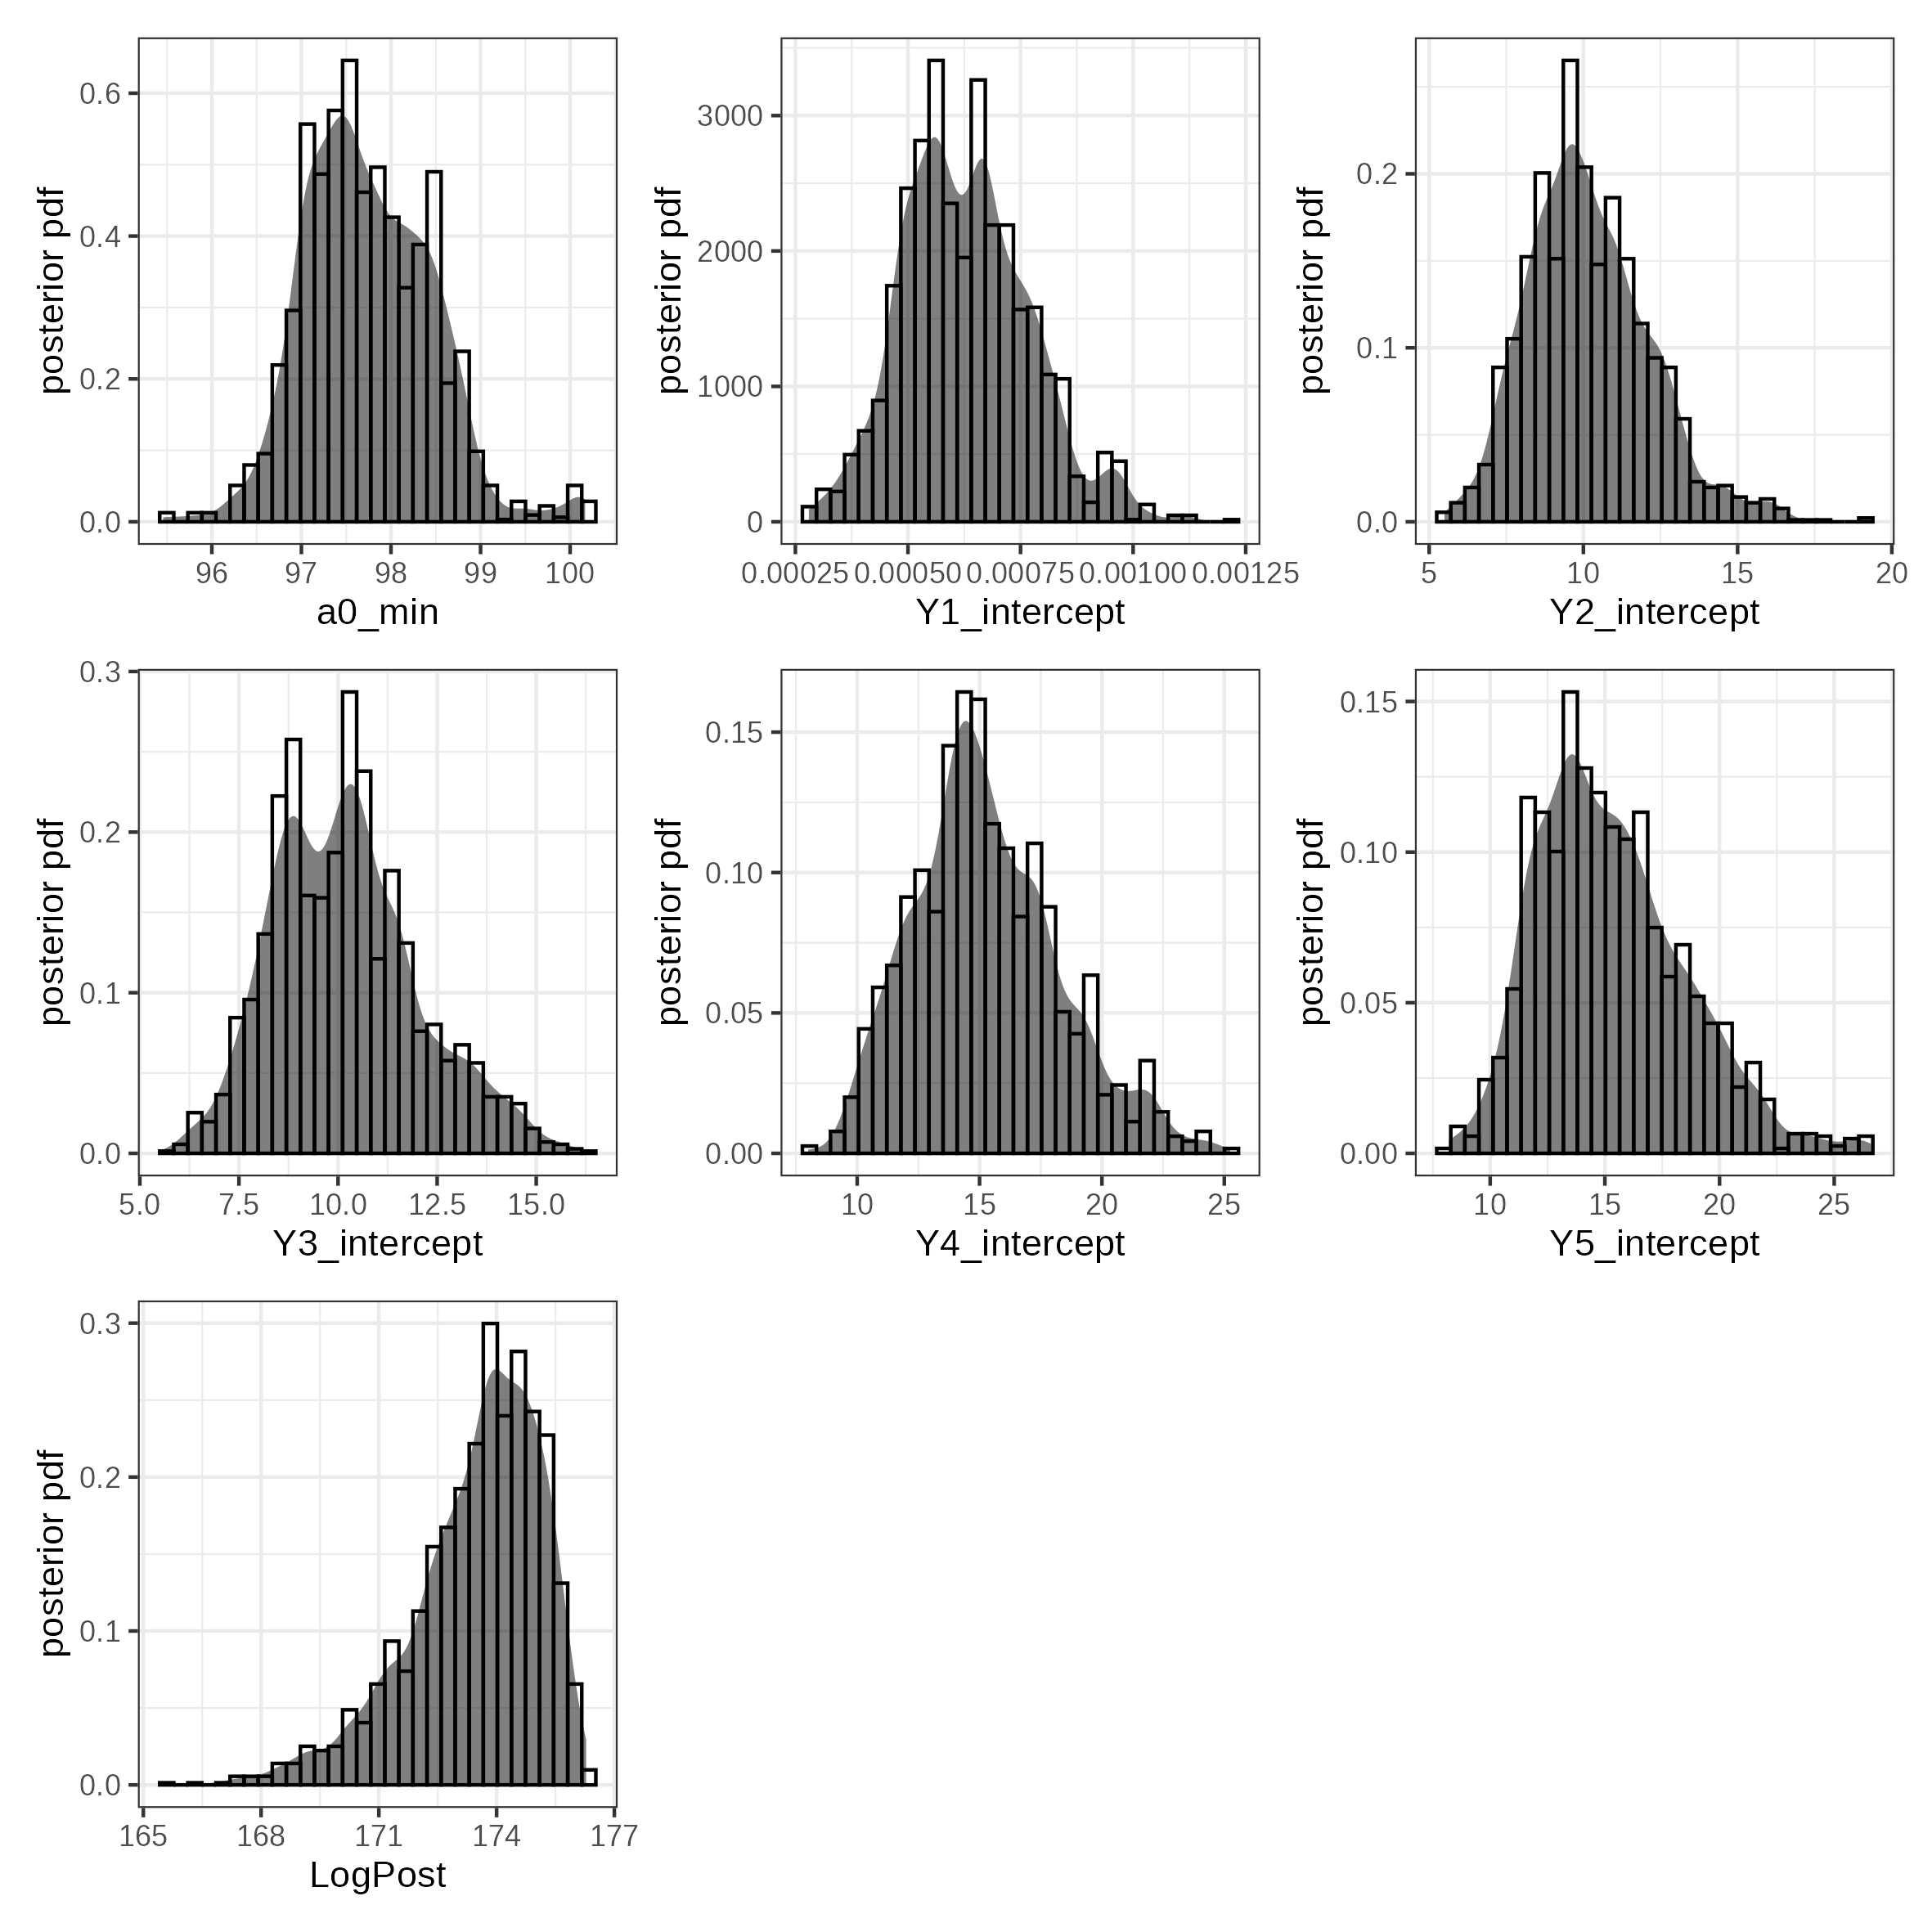 posterior pdf
0.6
0.4
0.2
0.0
96 97 98 99 100
a0_min
posterior pdf
3000
2000
1000
0
0.00025 0.00050 0.00075 0.00100 0.00125
Y1_intercept
posterior pdf
0.2
0.1
0.0
5 10 15 20
Y2_intercept
posterior pdf
0.3
0.2
0.1
0.0
5.0 7.5 10.0 12.5 15.0
Y3_intercept
posterior pdf
0.15
0.10
0.05
0.00
10 15 20 25
Y4_intercept
posterior pdf
0.15
0.10
0.05
0.00
10 15 20 25
Y5_intercept
posterior pdf
0.3
0.2
0.1
0.0
165 168 171 174 177
LogPost